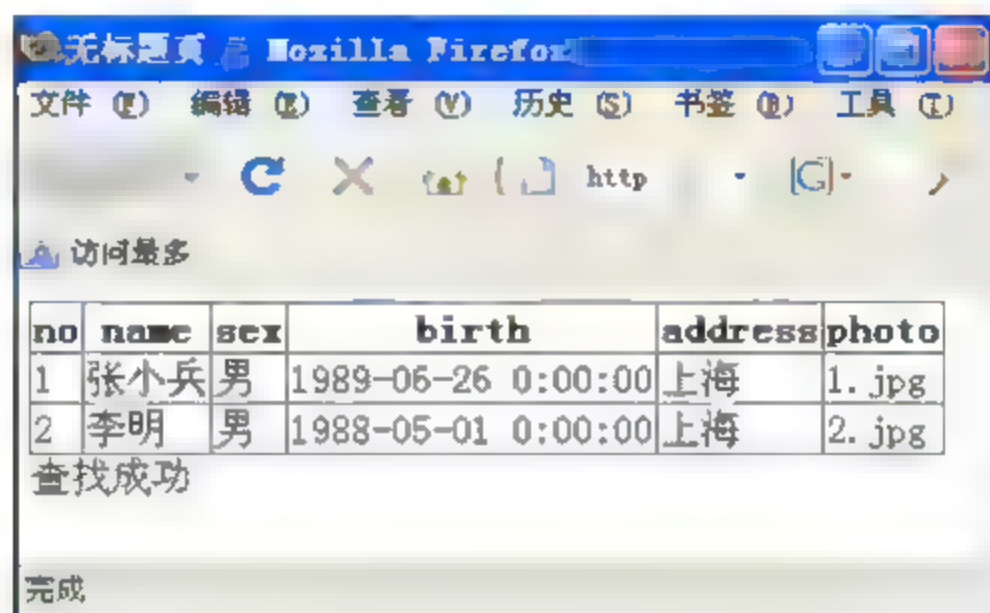 无标题页 - Mozilla Firefox
文件(F) 编辑(E) 查看(V) 历史(S) 书签(B) 工具(T)
http
访问最多
no name sex birth address photo
1 张小兵 男 1989-06-26 0:00:00 上海 1.jpg
2 李明 男 1988-05-01 0:00:00 上海 2.jpg
查找成功
完成